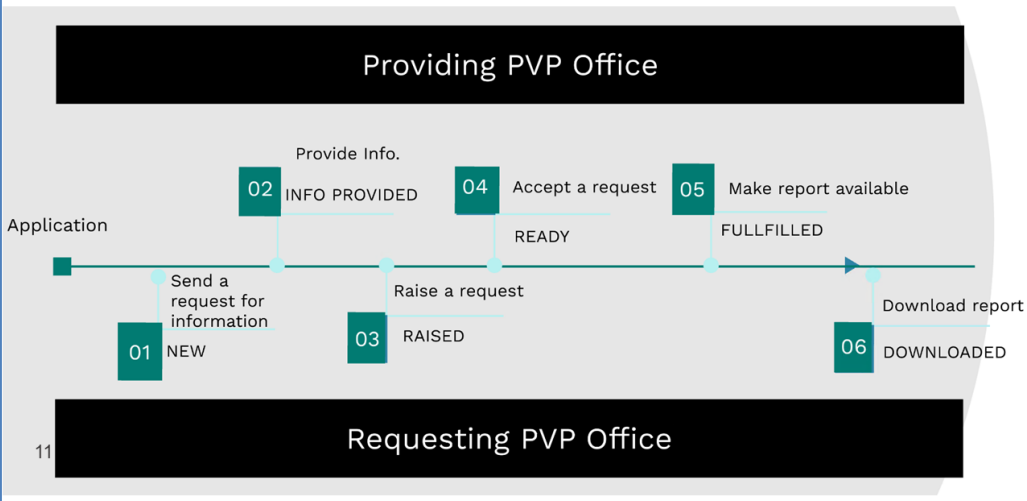 Providing PVP Office
Provide Info.
02
INFO PROVIDED
04
Accept a request
READY
05
Make report available
FULLFILLED
Application
Send a
request for
information
01
NEW
Raise a request
03
RAISED
Download report
06
DOWNLOADED
Requesting PVP Office
11